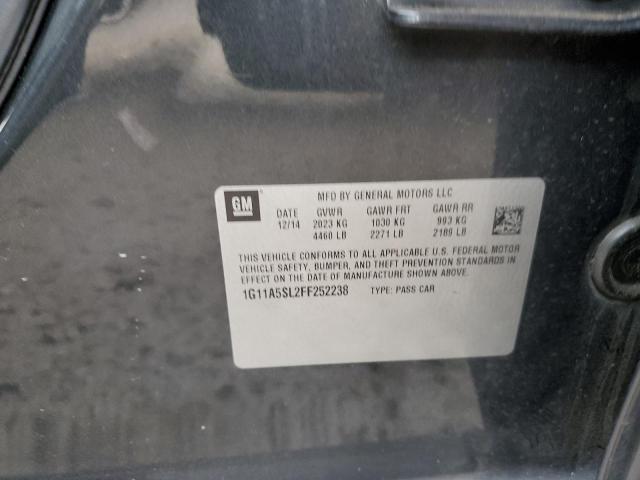 GM
MFD BY GENERAL MOTORS LLC
DATE GVWR GAWR FRT GAWR RR
12/14 2023 KG 1030 KG 993 KG
4460 LB 2271 LB 2189 LB
THIS VEHICLE CONFORMS TO ALL APPLICABLE U.S. FEDERAL MOTOR
VEHICLE SAFETY, BUMPER, AND THEFT PREVENTION STANDARDS IN
EFFECT ON THE DATE OF MANUFACTURE SHOWN ABOVE.
1G11A5SL2FF252238 TYPE: PASS CAR